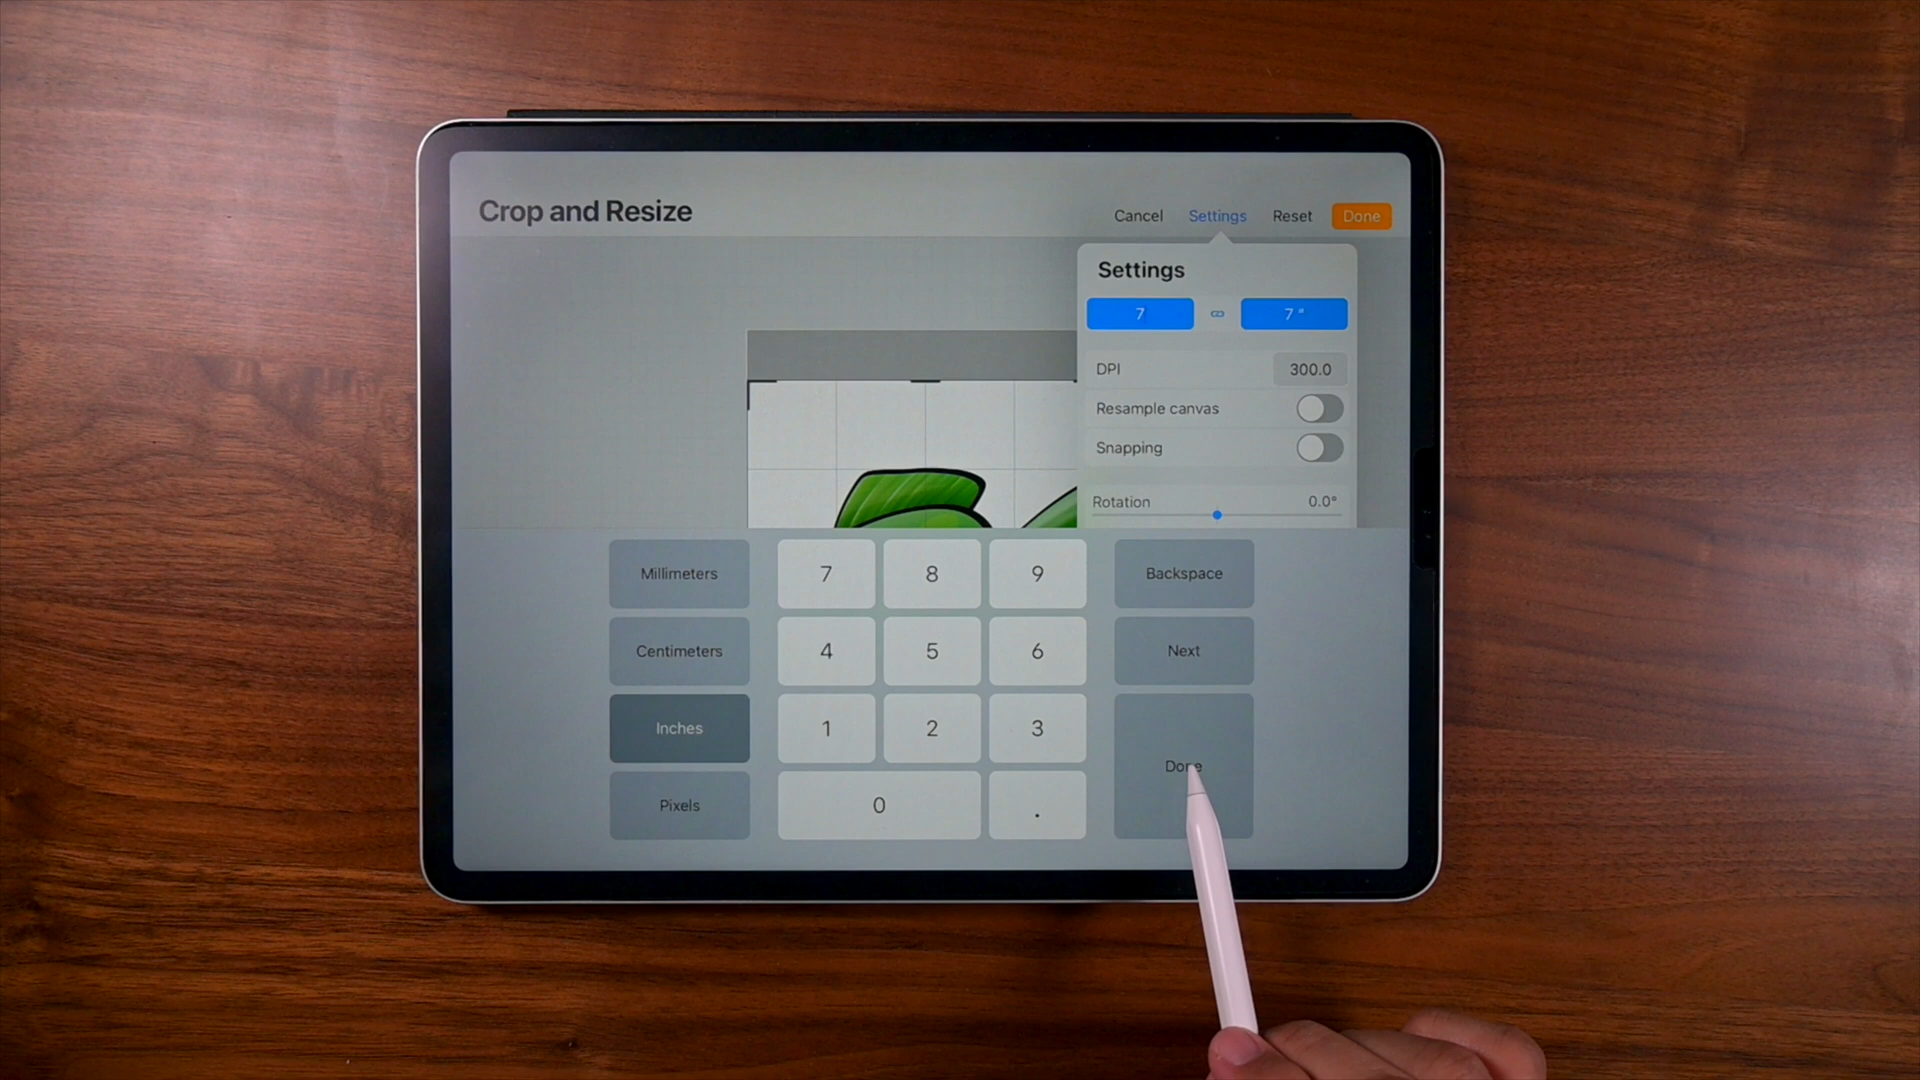 Crop and Resize
Cancel Settings Reset Done
Settings
7 7 "
DPI 300.0
Resample canvas
Snapping
Rotation 0.0°
Millimeters 7 8 9 Backspace
Centimeters 4 5 6 Next
Inches 1 2 3
Done
Pixels 0 .